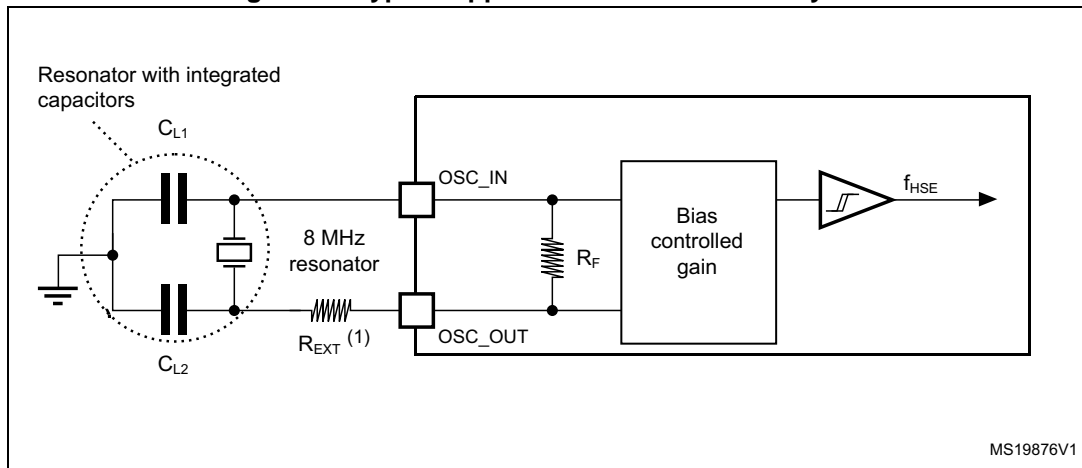 Resonator with integrated
capacitors
CL1
OSC_IN
fHSE
8 MHz
resonator
RF
Bias
controlled
gain
REXT (1)
OSC_OUT
CL2
MS19876V1